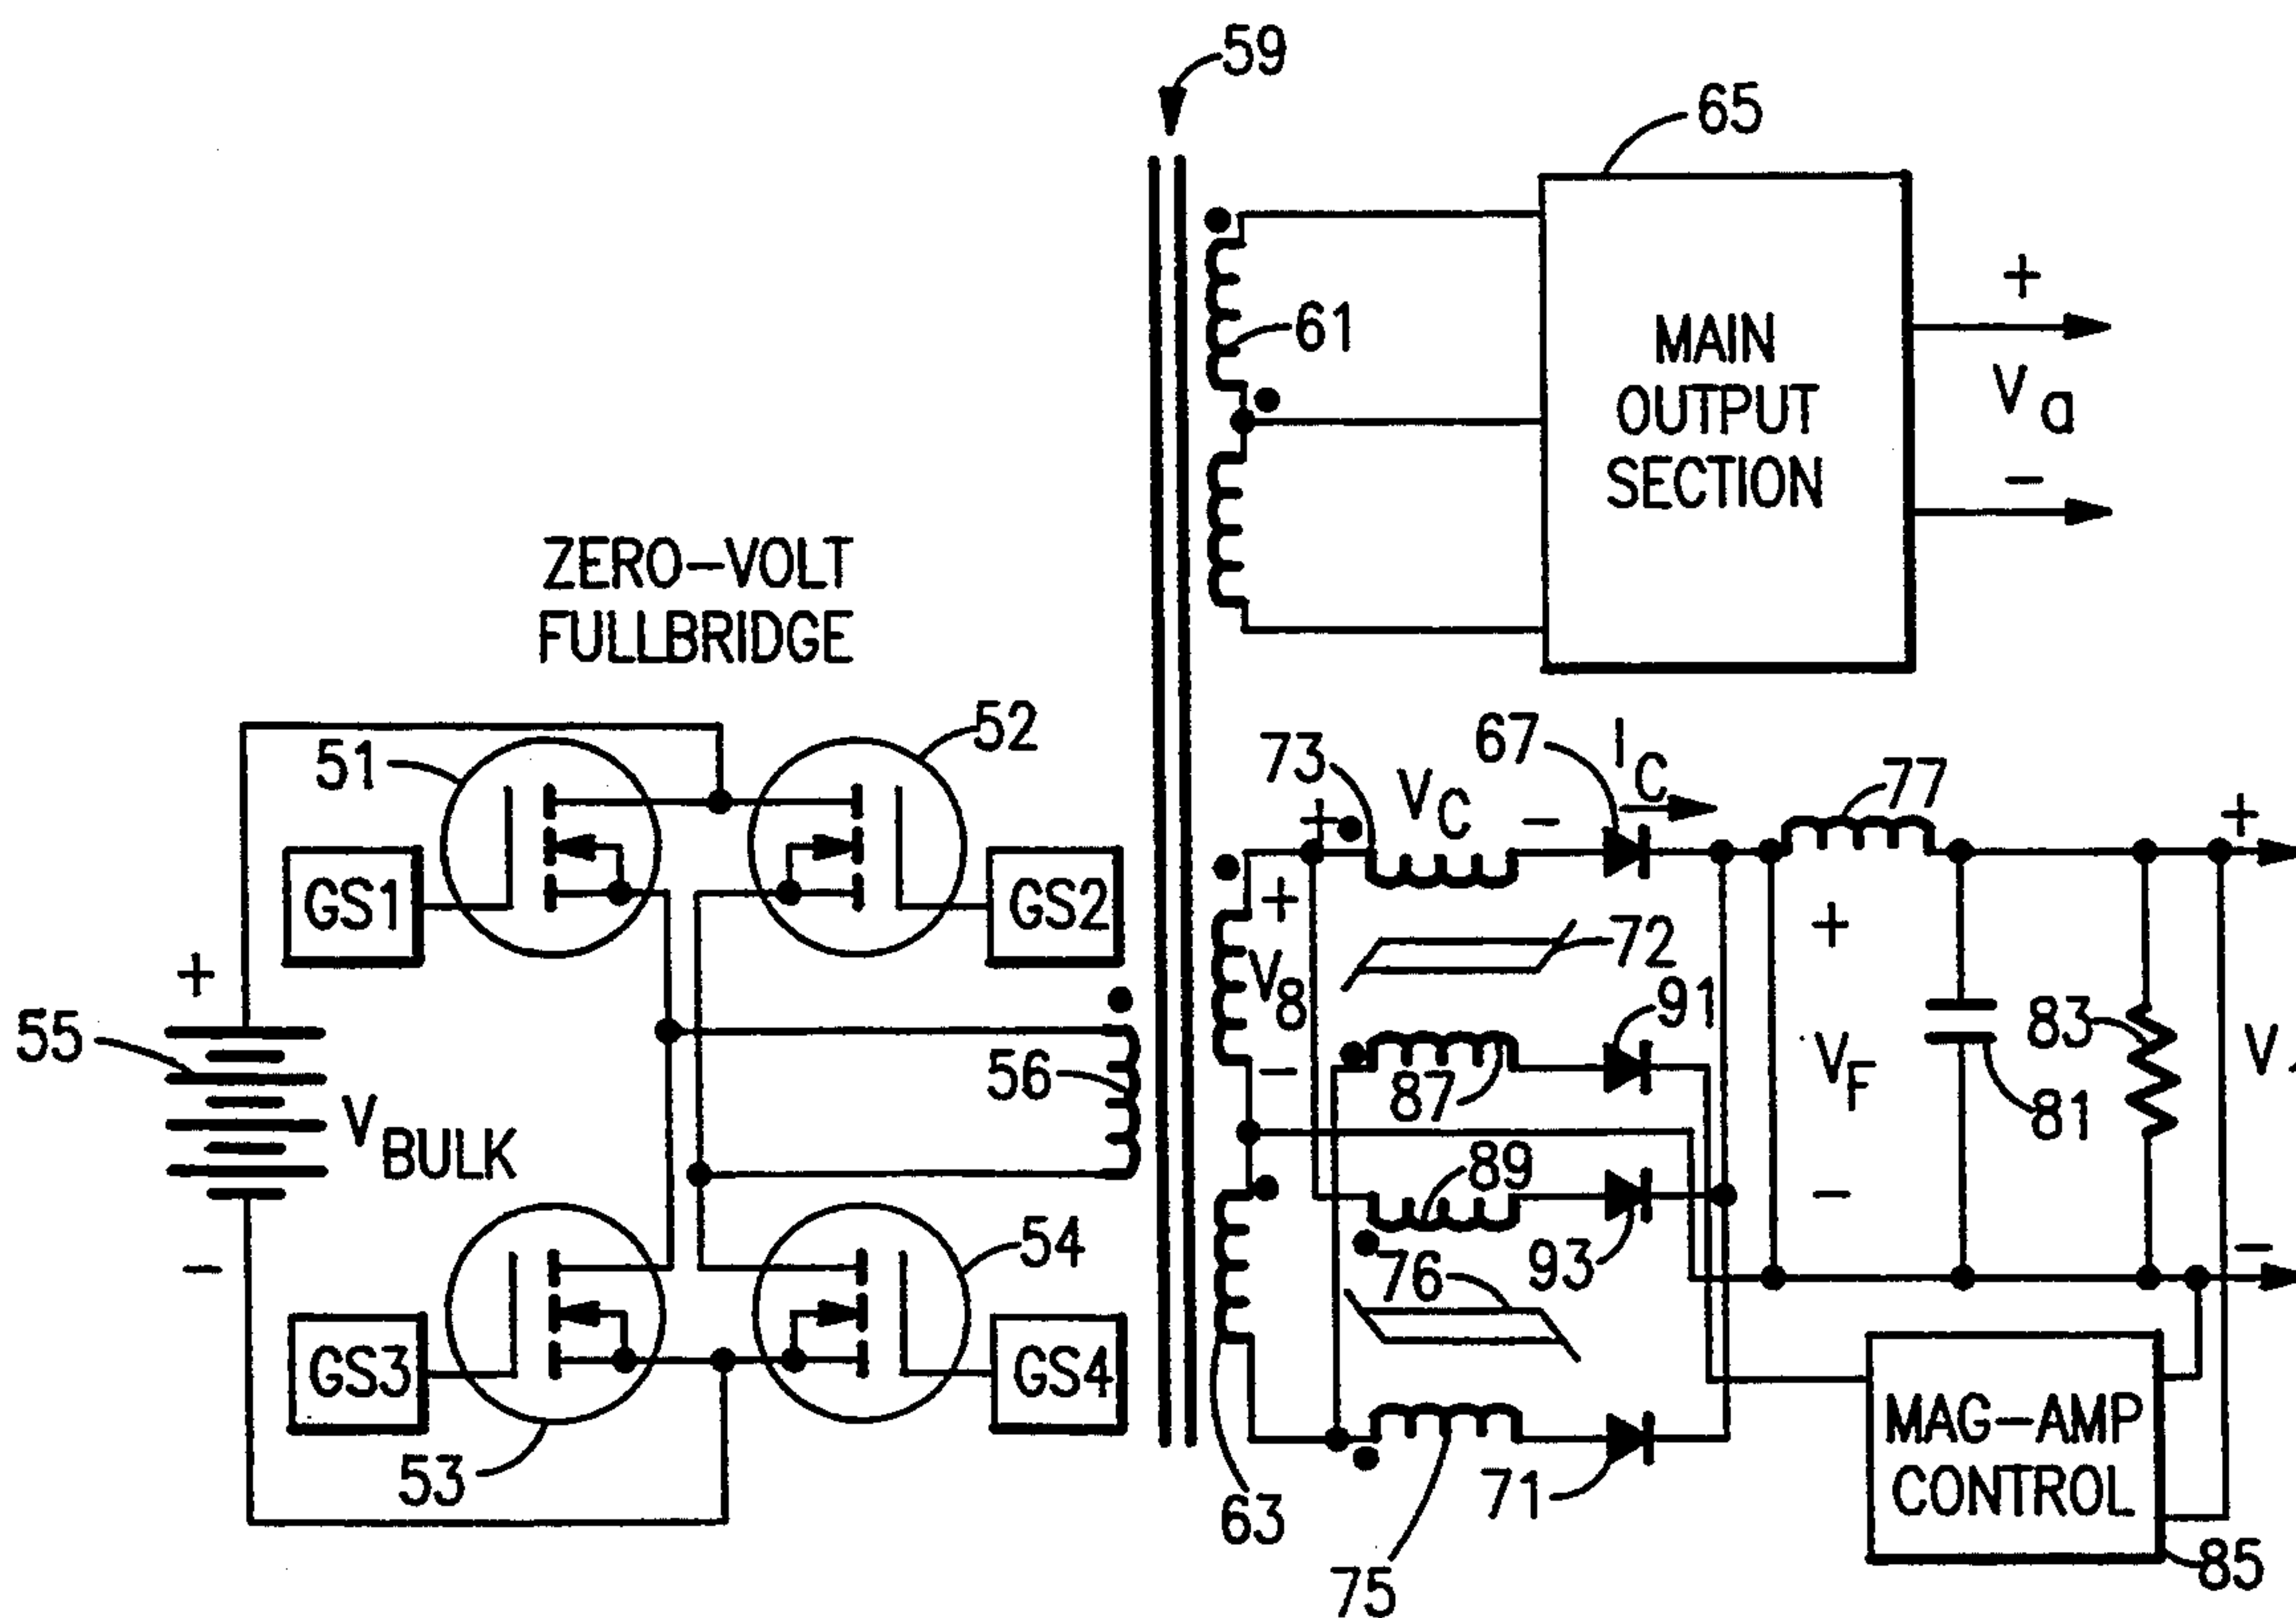 59
65
61
MAIN
OUTPUT
SECTION
+
Va
-
ZERO-VOLT
FULLBRIDGE
51
52
GS1
GS2
55
+
VBULK
-
56
53
54
GS3
GS4
73
+
VC
-
67
IC
77
+
+
V8
-
72
91
87
89
93
76
+
VF
-
81
83
V
-
63
75
71
MAG-AMP
CONTROL
85